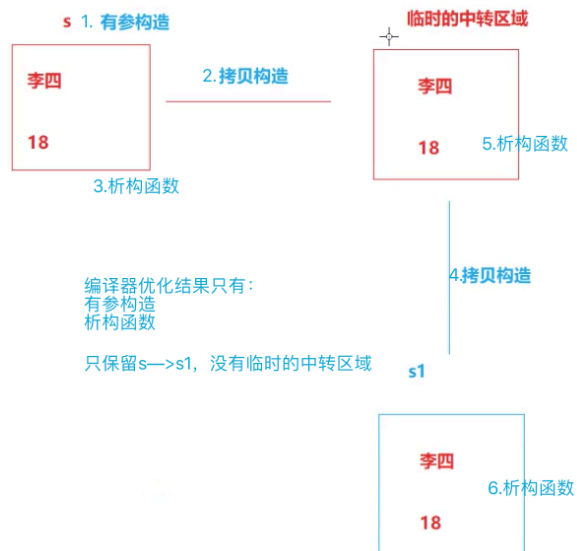 s 1. 有参构造
临时的中转区域
李四
18
2.拷贝构造
李四
18
5.析构函数
3.析构函数
4.拷贝构造
编译器优化结果只有：
有参构造
析构函数
只保留s—>s1，没有临时的中转区域
s1
李四
18
6.析构函数